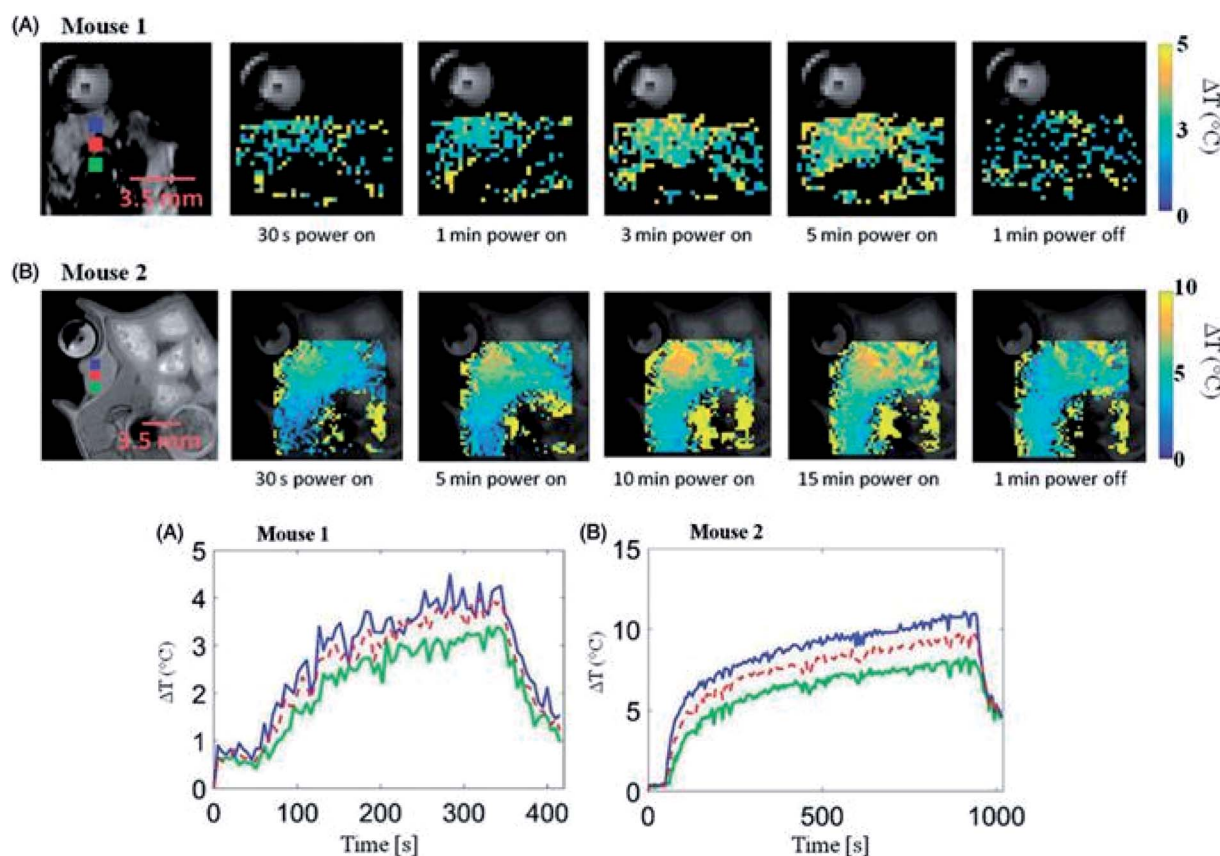 (A) Mouse 1
3.5 mm
30 s power on
1 min power on
3 min power on
5 min power on
1 min power off
5
3
0
ΔT (°C)
(B) Mouse 2
3.5 mm
30 s power on
5 min power on
10 min power on
15 min power on
1 min power off
10
5
0
ΔT (°C)
(A) Mouse 1
5
4
3
2
1
0
ΔT (°C)
0 100 200 300 400
Time [s]
(B) Mouse 2
15
10
5
0
ΔT (°C)
0 500 1000
Time [s]